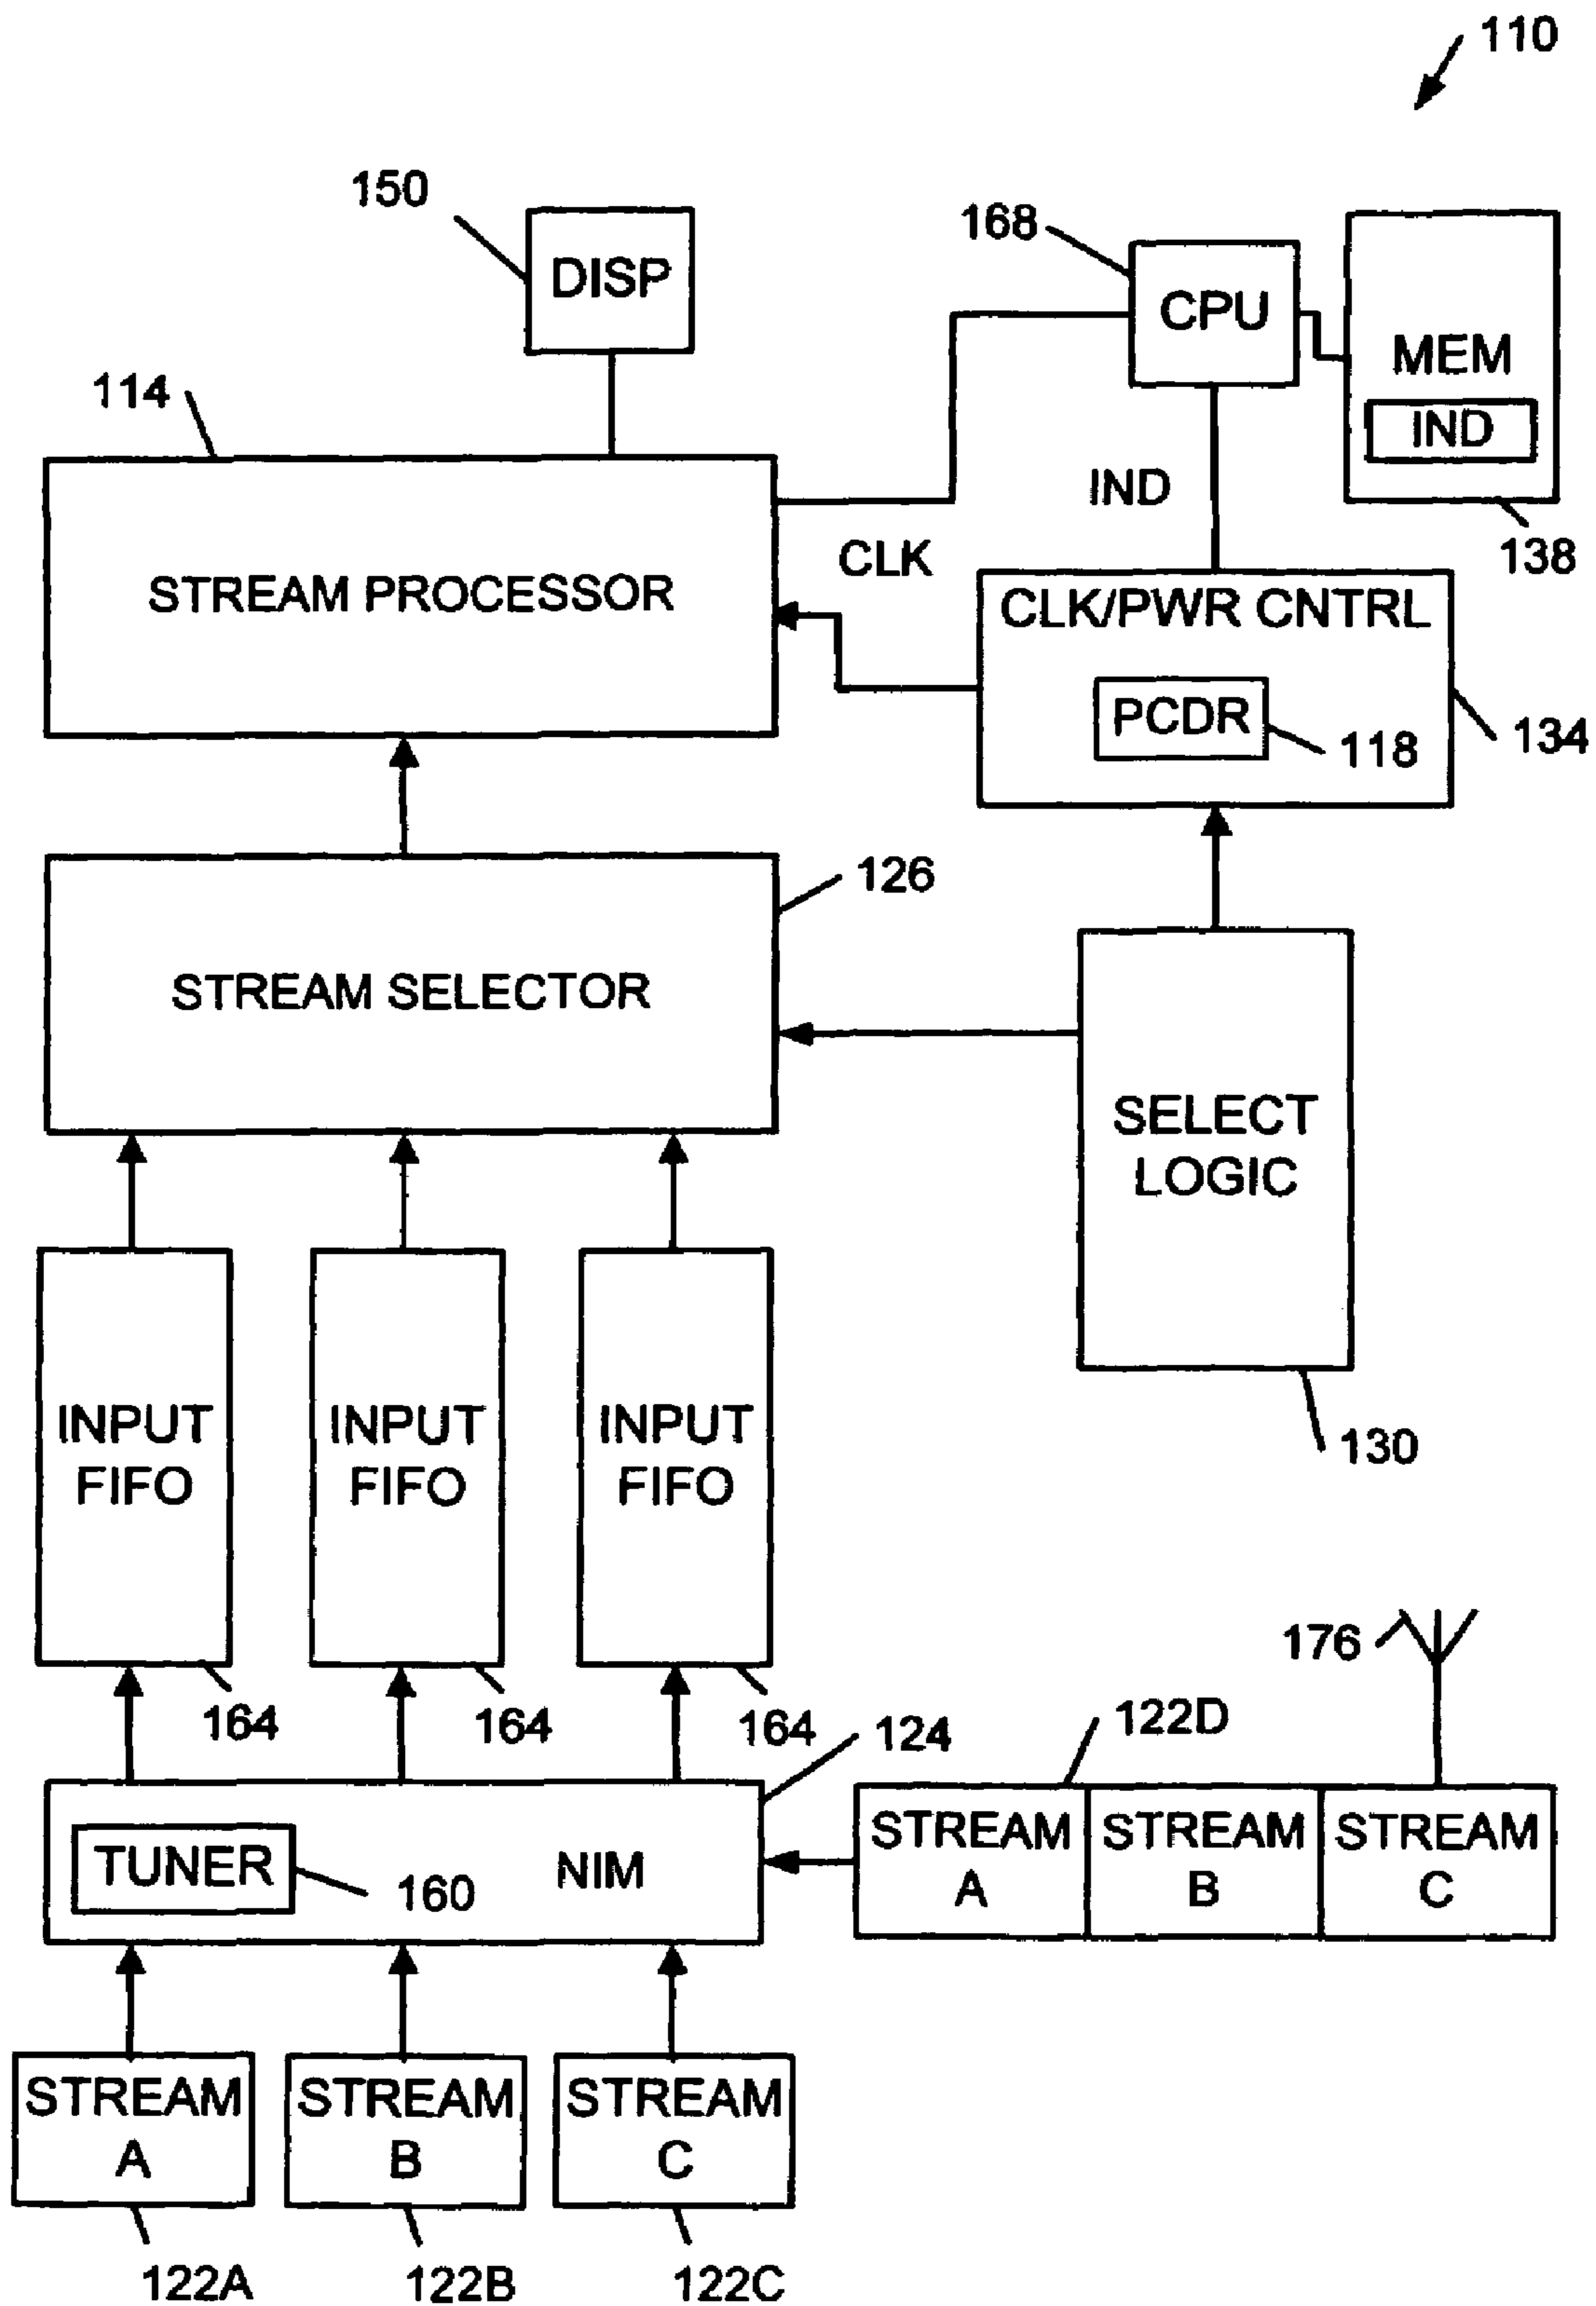 110
150
DISP
168
CPU
MEM
IND
138
114
STREAM PROCESSOR
IND
CLK
CLK/PWR CNTRL
PCDR
118
134
126
STREAM SELECTOR
SELECT
LOGIC
130
INPUT
FIFO
INPUT
FIFO
INPUT
FIFO
164
164
164
124
176
122D
TUNER
160
NIM
STREAM
A
STREAM
B
STREAM
C
STREAM
A
STREAM
B
STREAM
C
122A
122B
122C